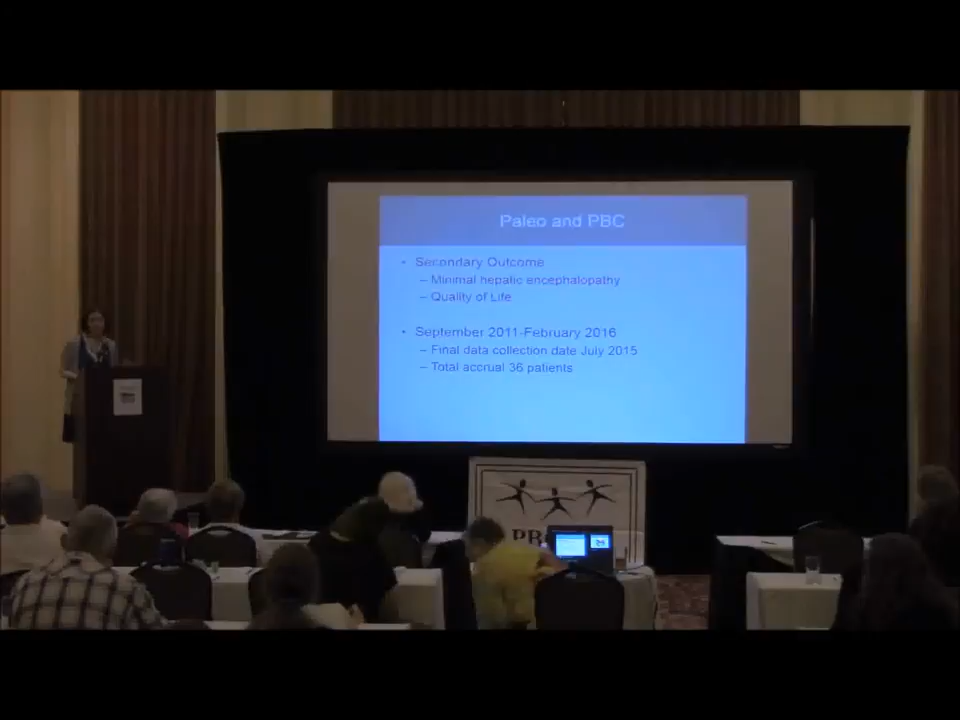 Paleo and PBC
• Secondary Outcome
– Minimal hepatic encephalopathy
– Quality of Life
• September 2011-February 2016
– Final data collection date July 2015
– Total accrual 36 patients